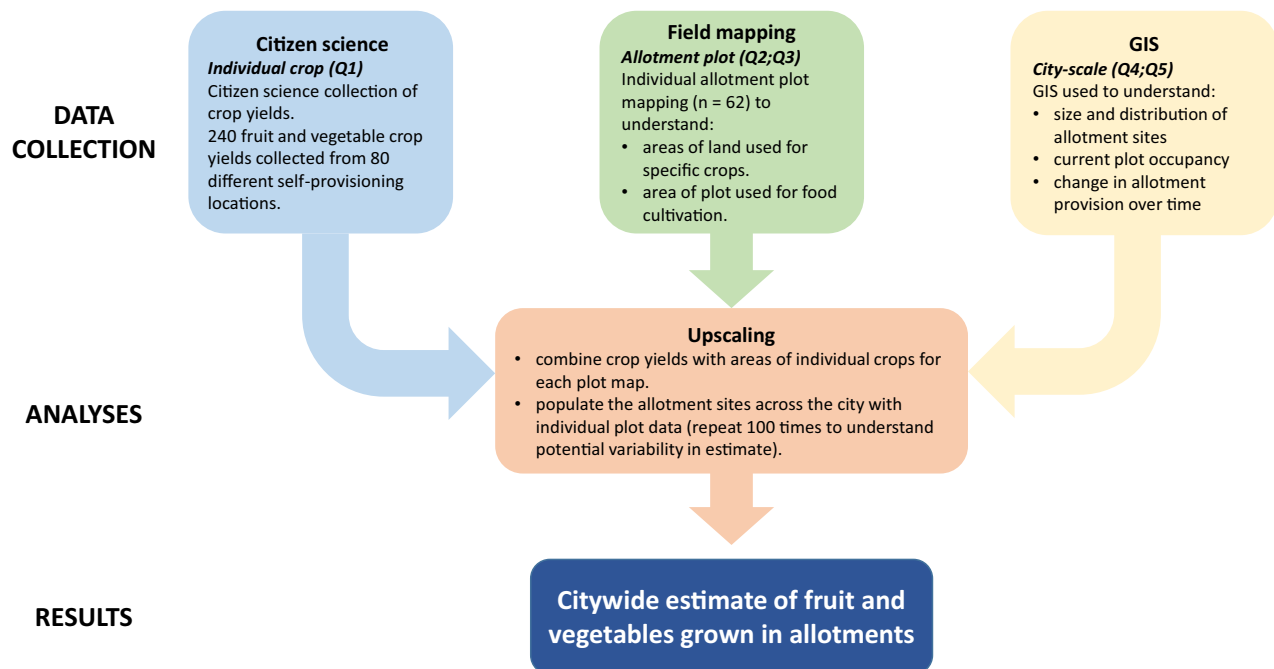 DATA
COLLECTION
Citizen science
Individual crop (Q1)
Citizen science collection of
crop yields.
240 fruit and vegetable crop
yields collected from 80
different self-provisioning
locations.
Field mapping
Allotment plot (Q2;Q3)
Individual allotment plot
mapping (n = 62) to
understand:
• areas of land used for
specific crops.
• area of plot used for food
cultivation.
GIS
City-scale (Q4;Q5)
GIS used to understand:
• size and distribution of
allotment sites
• current plot occupancy
• change in allotment
provision over time
ANALYSES
Upscaling
• combine crop yields with areas of individual crops for
each plot map.
• populate the allotment sites across the city with
individual plot data (repeat 100 times to understand
potential variability in estimate).
RESULTS
Citywide estimate of fruit and
vegetables grown in allotments